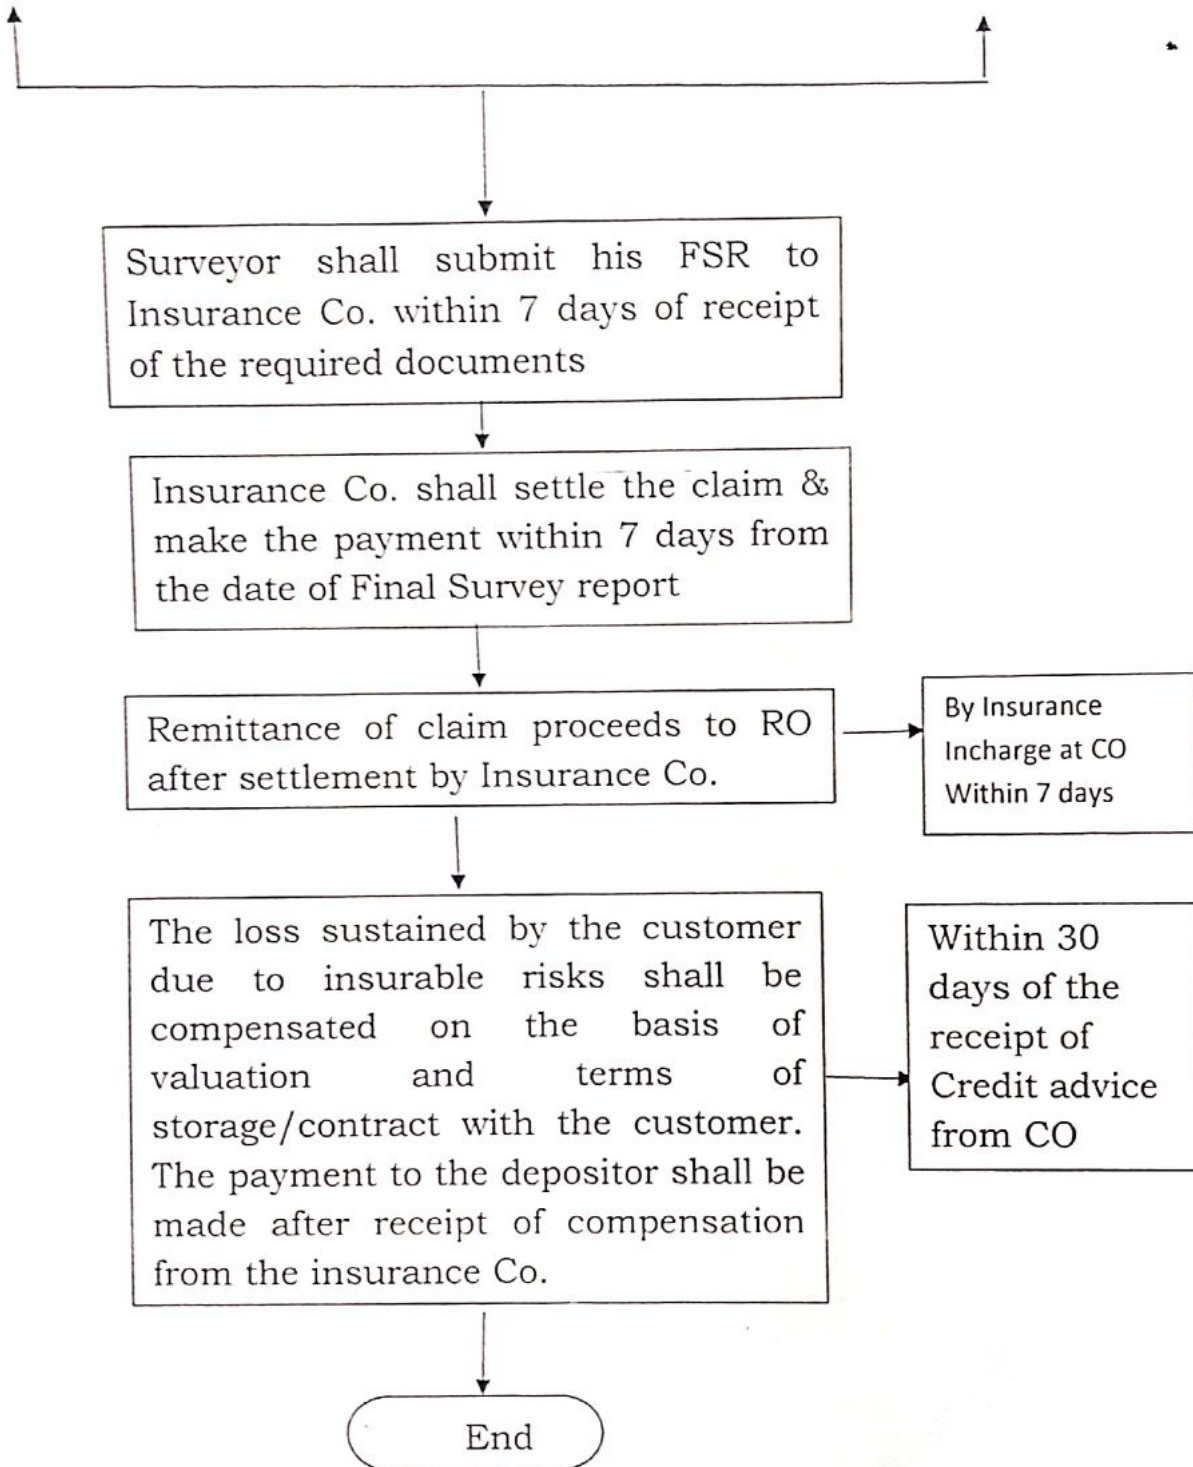 Surveyor shall submit his FSR to
Insurance Co. within 7 days of receipt
of the required documents
Insurance Co. shall settle the claim &
make the payment within 7 days from
the date of Final Survey report
Remittance of claim proceeds to RO
after settlement by Insurance Co.
By Insurance
Incharge at CO
Within 7 days
The loss sustained by the customer
due to insurable risks shall be
compensated on the basis of
valuation and terms of
storage/contract with the customer.
The payment to the depositor shall be
made after receipt of compensation
from the insurance Co.
Within 30
days of the
receipt of
Credit advice
from CO
End